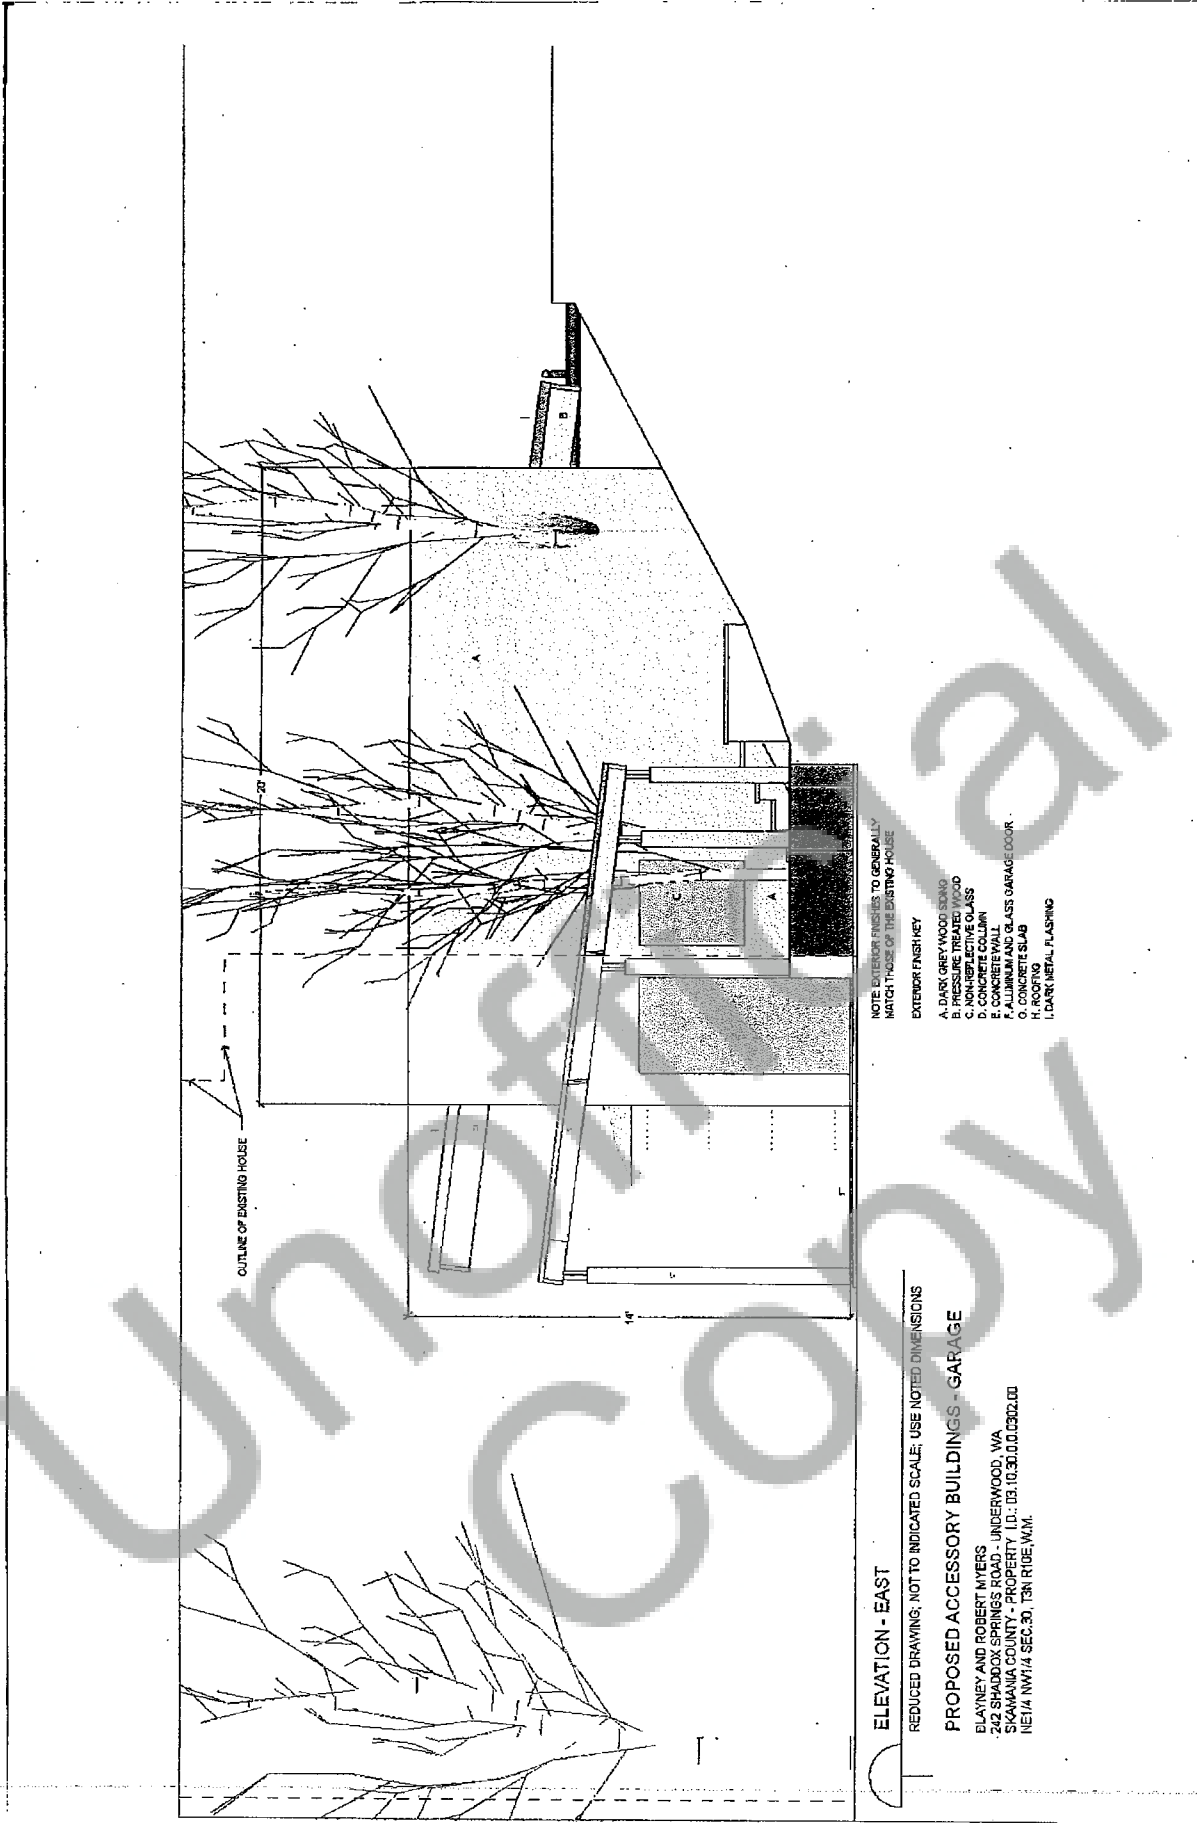 OUTLINE OF EXISTING HOUSE
20'
14'
A
B
I
C
A
NOTE: EXTERIOR FINISHES TO GENERALLY
MATCH THOSE OF THE EXISTING HOUSE
EXTERIOR FINISH KEY
A. DARK GREY WOOD SIDING
B. PRESSURE TREATED WOOD
C. NON-REFLECTIVE GLASS
D. CONCRETE COLUMN
E. CONCRETE WALL
F. ALUMINUM AND GLASS GARAGE DOOR
G. CONCRETE SLAB
H. ROOFING
I. DARK METAL FLASHING
ELEVATION - EAST
REDUCED DRAWING; NOT TO INDICATED SCALE; USE NOTED DIMENSIONS
PROPOSED ACCESSORY BUILDINGS - GARAGE
BLAYNEY AND ROBERT MYERS
242 SHADDOX SPRINGS ROAD - UNDERWOOD, WA
SKAMANIA COUNTY - PROPERTY I.D.: 03.10.30.0.0.0302.00
NE1/4 NW1/4 SEC.30, T3N R10E,W.M.
Unofficial
Copy